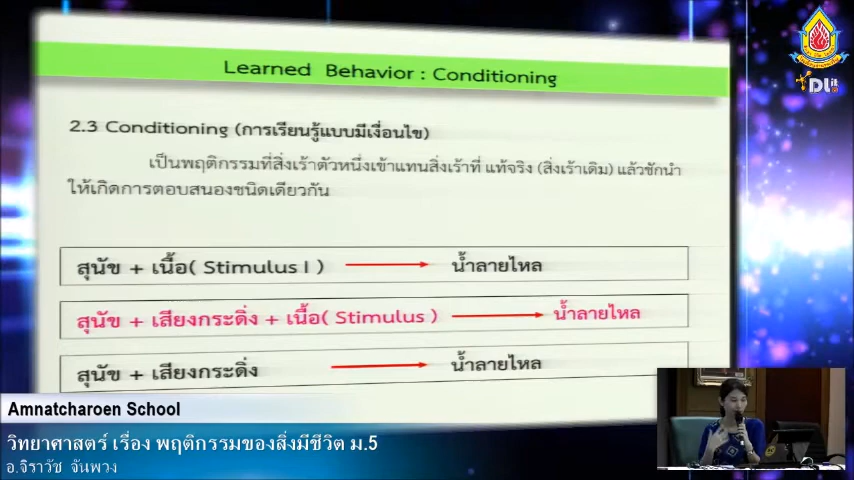 Learned Behavior : Conditioning
2.3 Conditioning (การเรียนรู้แบบมีเงื่อนไข)
เป็นพฤติกรรมที่สิ่งเร้าตัวหนึ่งเข้าแทนสิ่งเร้าที่ แท้จริง (สิ่งเร้าเดิม) แล้วชักนำ
ให้เกิดการตอบสนองชนิดเดียวกัน
สุนัข + เนื้อ( Stimulus I ) น้ำลายไหล
สุนัข + เสียงกระดิ่ง + เนื้อ( Stimulus ) น้ำลายไหล
สุนัข + เสียงกระดิ่ง น้ำลายไหล
Amnatcharoen School
วิทยาศาสตร์ เรื่อง พฤติกรรมของสิ่งมีชีวิต ม.5
อ.จิราวัช จันพวง
DLit